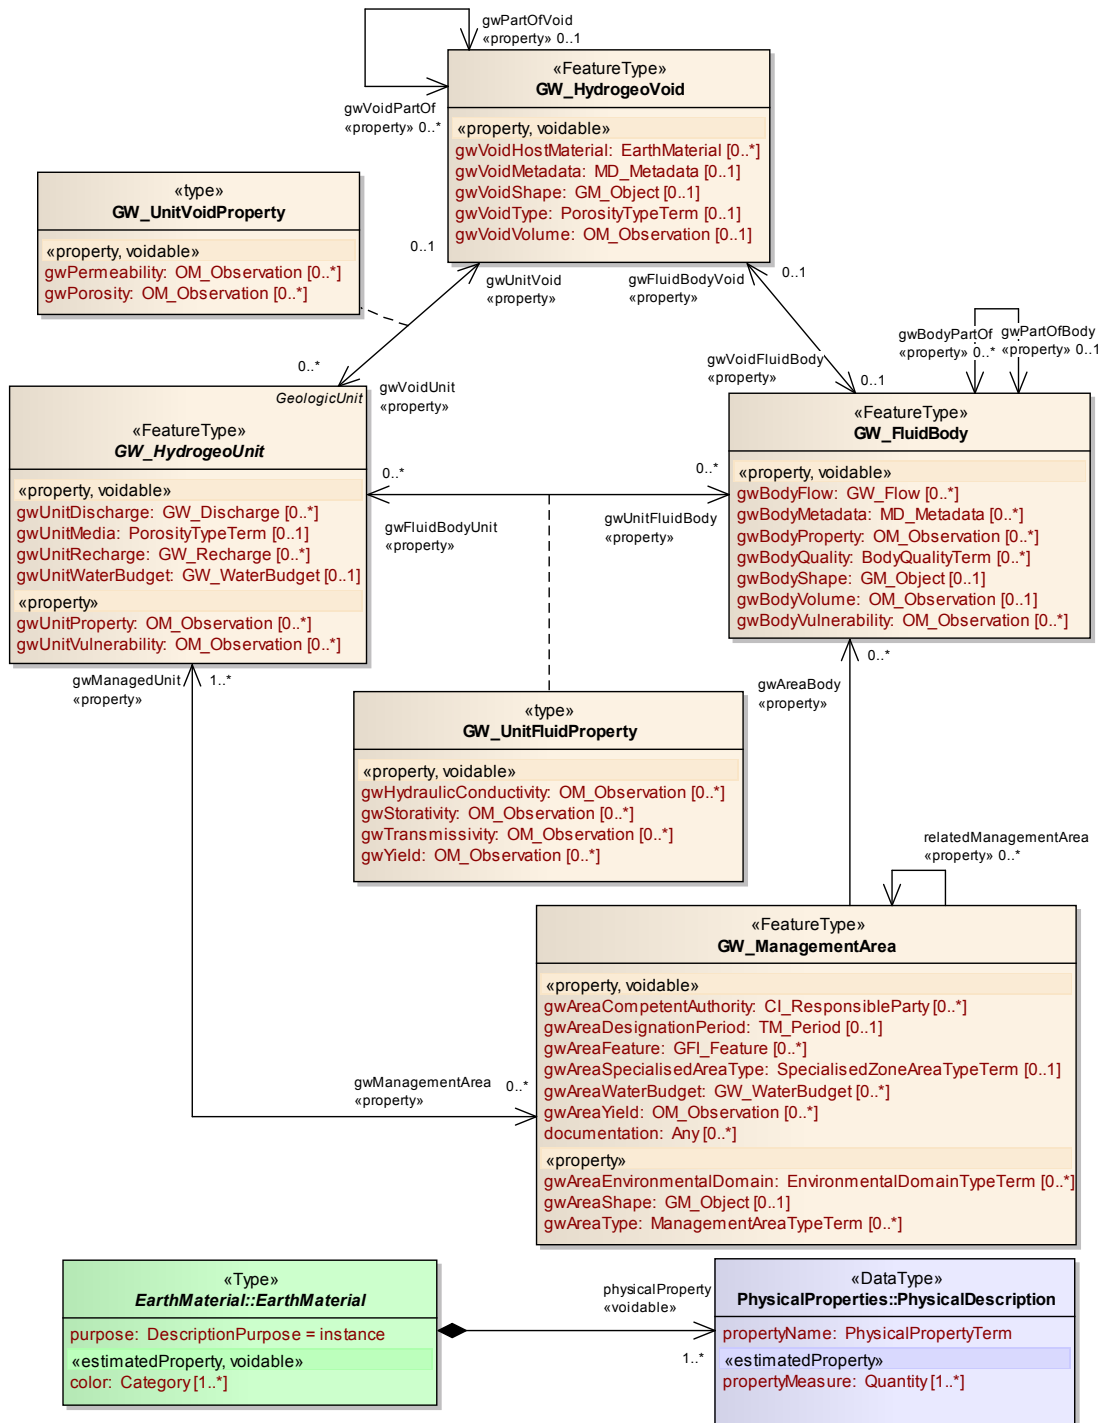 gwPartOfVoid
«property» 0..1
«FeatureType»
GW_HydrogeoVoid
gwVoidPartOf
«property» 0..*
«property, voidable»
gwVoidHostMaterial: EarthMaterial [0..*]
gwVoidMetadata: MD_Metadata [0..1]
gwVoidShape: GM_Object [0..1]
gwVoidType: PorosityTypeTerm [0..1]
gwVoidVolume: OM_Observation [0..1]
«type»
GW_UnitVoidProperty
«property, voidable»
gwPermeability: OM_Observation [0..*]
gwPorosity: OM_Observation [0..*]
0..1
gwUnitVoid
«property»
gwFluidBodyVoid
«property»
0..1
gwBodyPartOf
«property» 0..*
gwPartOfBody
«property» 0..1
0..*
gwVoidUnit
«property»
gwVoidFluidBody
«property»
0..1
GeologicUnit
«FeatureType»
GW_HydrogeoUnit
«property, voidable»
gwUnitDischarge: GW_Discharge [0..*]
gwUnitMedia: PorosityTypeTerm [0..1]
gwUnitRecharge: GW_Recharge [0..*]
gwUnitWaterBudget: GW_WaterBudget [0..1]
«property»
gwUnitProperty: OM_Observation [0..*]
gwUnitVulnerability: OM_Observation [0..*]
0..*
gwFluidBodyUnit
«property»
0..*
gwUnitFluidBody
«property»
«FeatureType»
GW_FluidBody
«property, voidable»
gwBodyFlow: GW_Flow [0..*]
gwBodyMetadata: MD_Metadata [0..*]
gwBodyProperty: OM_Observation [0..*]
gwBodyQuality: BodyQualityTerm [0..*]
gwBodyShape: GM_Object [0..1]
gwBodyVolume: OM_Observation [0..1]
gwBodyVulnerability: OM_Observation [0..*]
gwManagedUnit
«property»
1..*
0..*
gwAreaBody
«property»
«type»
GW_UnitFluidProperty
«property, voidable»
gwHydraulicConductivity: OM_Observation [0..*]
gwStorativity: OM_Observation [0..*]
gwTransmissivity: OM_Observation [0..*]
gwYield: OM_Observation [0..*]
relatedManagementArea
«property» 0..*
«FeatureType»
GW_ManagementArea
«property, voidable»
gwAreaCompetentAuthority: CI_ResponsibleParty [0..*]
gwAreaDesignationPeriod: TM_Period [0..1]
gwAreaFeature: GFI_Feature [0..*]
gwAreaSpecialisedAreaType: SpecialisedZoneAreaTypeTerm [0..1]
gwAreaWaterBudget: GW_WaterBudget [0..*]
gwAreaYield: OM_Observation [0..*]
documentation: Any [0..*]
«property»
gwAreaEnvironmentalDomain: EnvironmentalDomainTypeTerm [0..*]
gwAreaShape: GM_Object [0..1]
gwAreaType: ManagementAreaTypeTerm [0..*]
gwManagementArea
«property»
0..*
«Type»
EarthMaterial::EarthMaterial
purpose: DescriptionPurpose = instance
«estimatedProperty, voidable»
color: Category [1..*]
physicalProperty
«voidable»
1..*
«DataType»
PhysicalProperties::PhysicalDescription
propertyName: PhysicalPropertyTerm
«estimatedProperty»
propertyMeasure: Quantity [1..*]